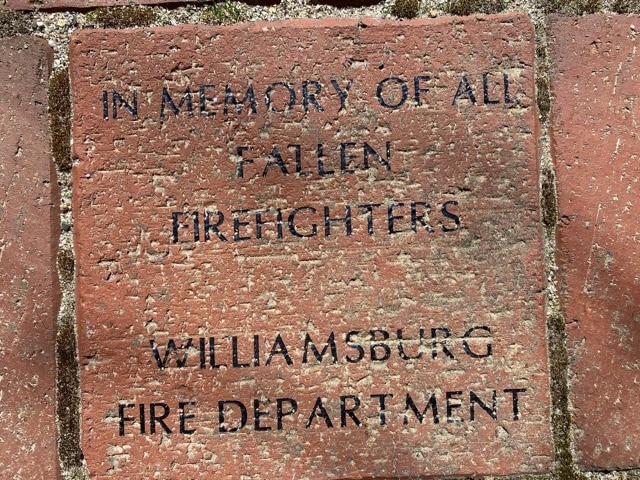 IN MEMORY OF ALL
FALLEN
FIREFIGHTERS
WILLIAMSBURG
FIRE DEPARTMENT